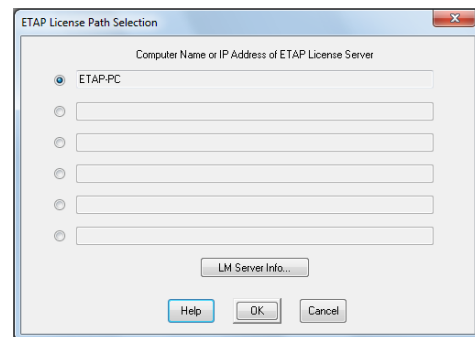 ETAP License Path Selection
Computer Name or IP Address of ETAP License Server
ETAP-PC
LM Server Info...
Help OK Cancel